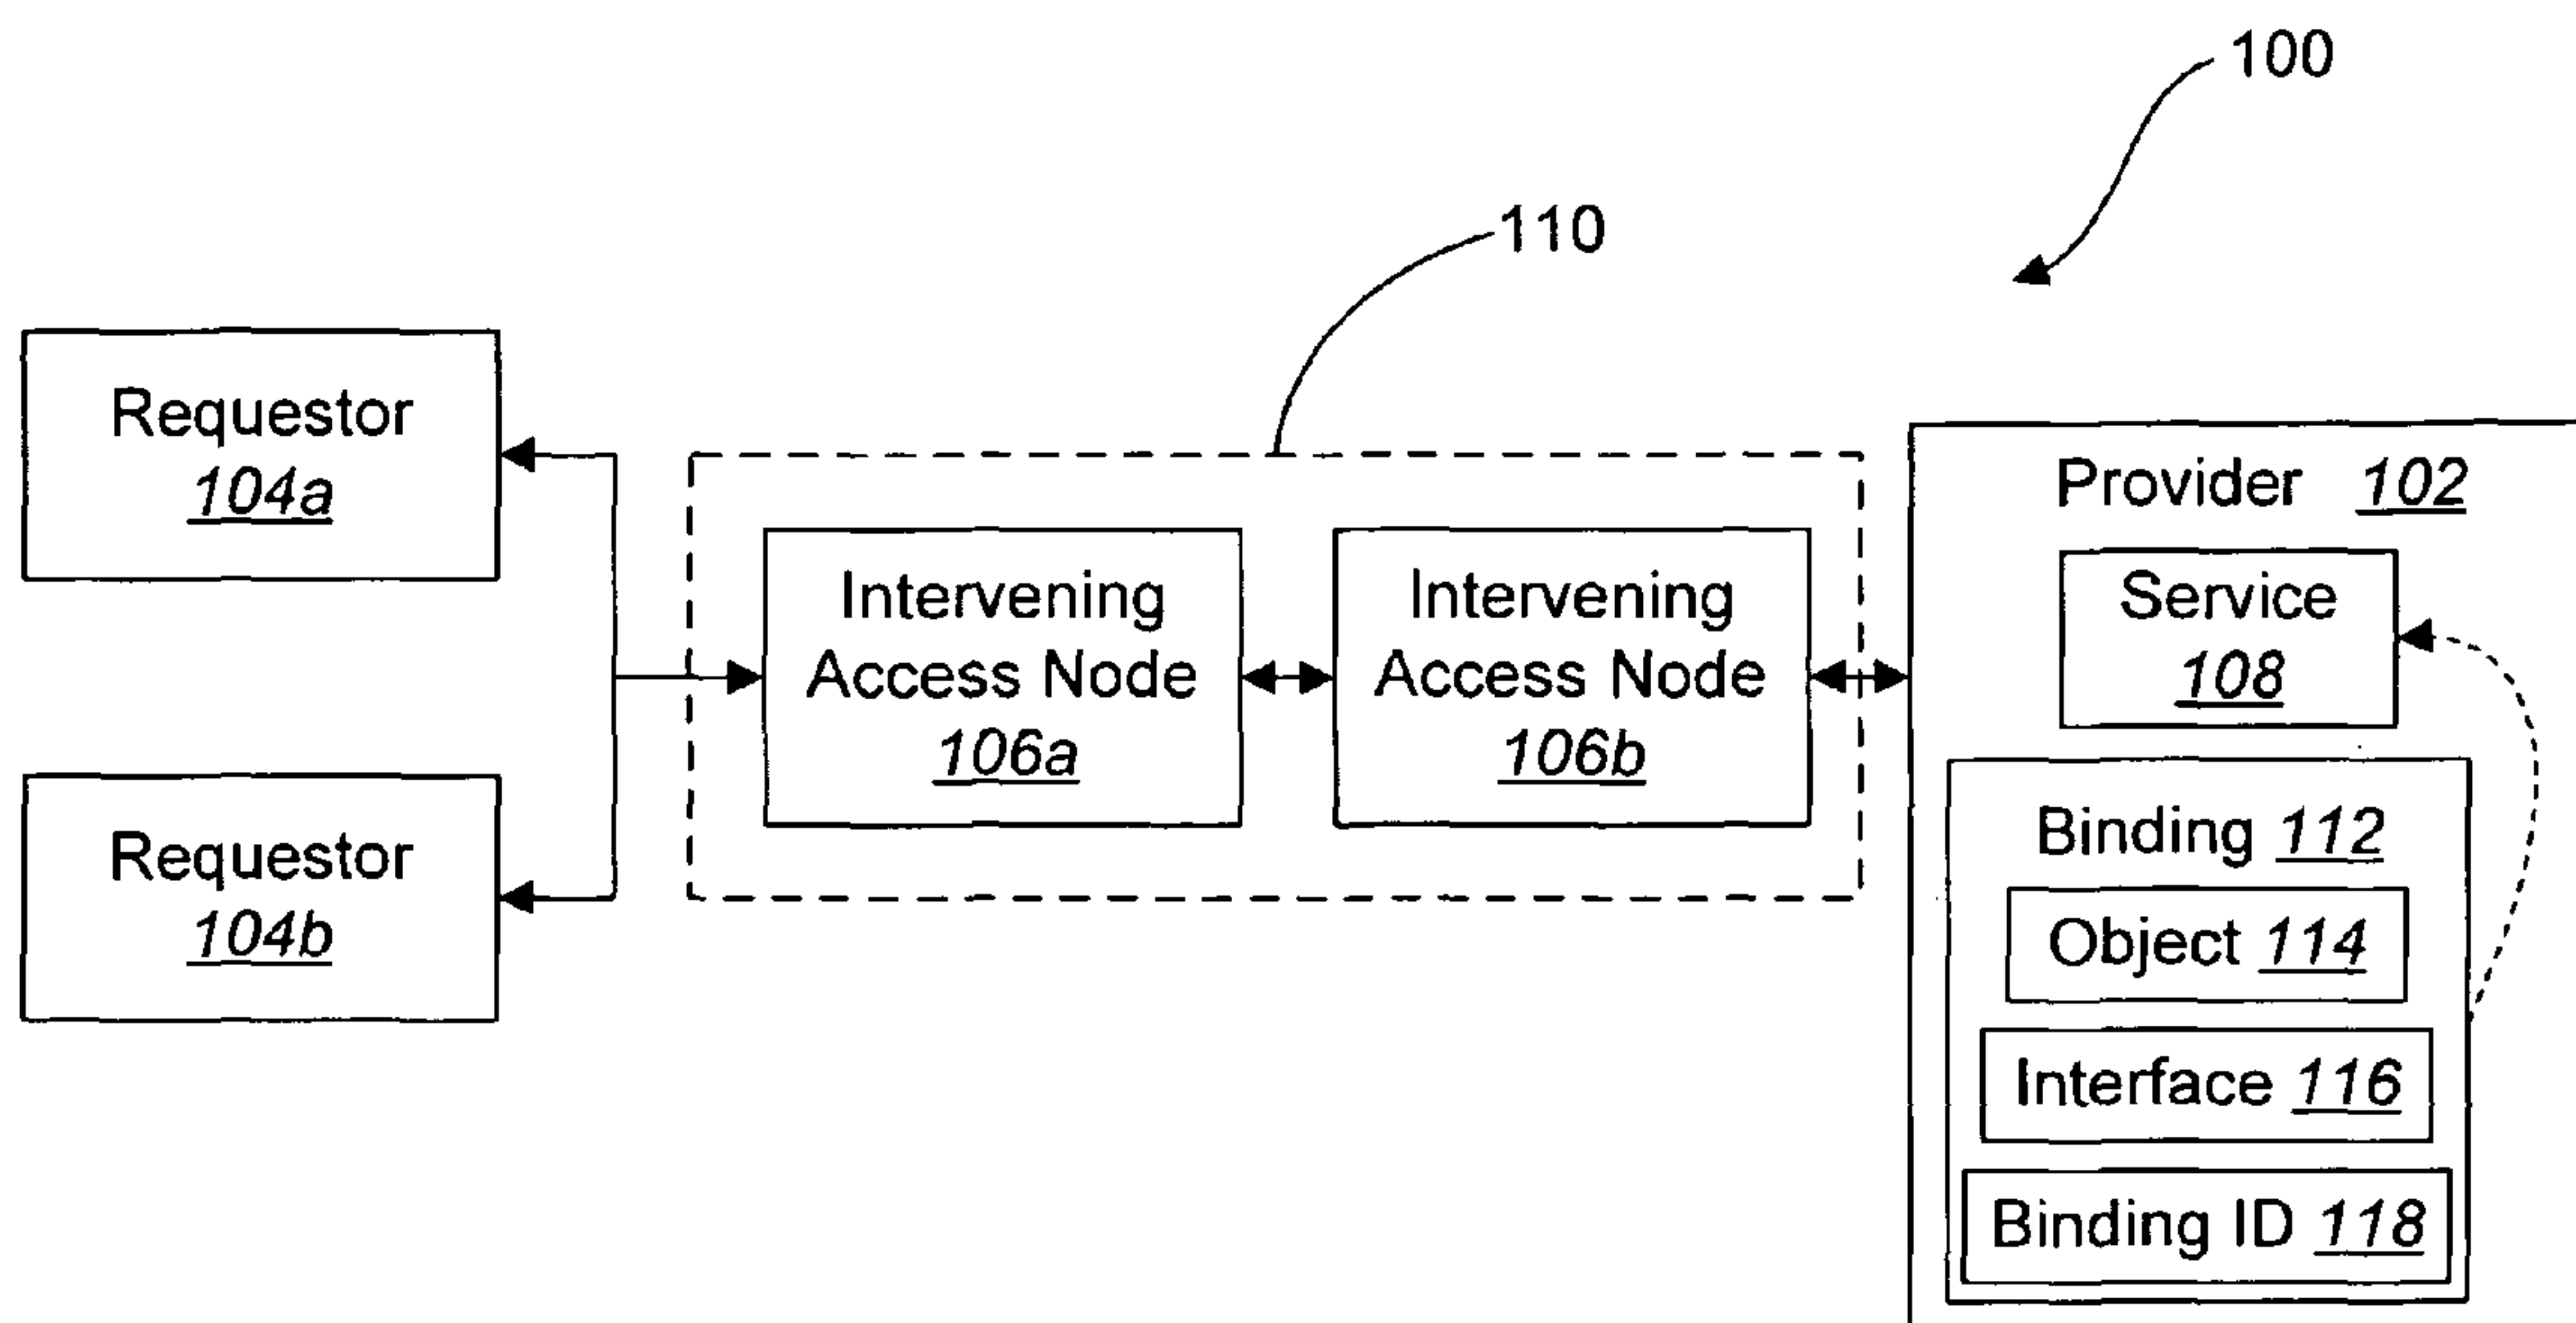 100
110
Requestor
104a
Requestor
104b
Intervening
Access Node
106a
Intervening
Access Node
106b
Provider 102
Service
108
Binding 112
Object 114
Interface 116
Binding ID 118